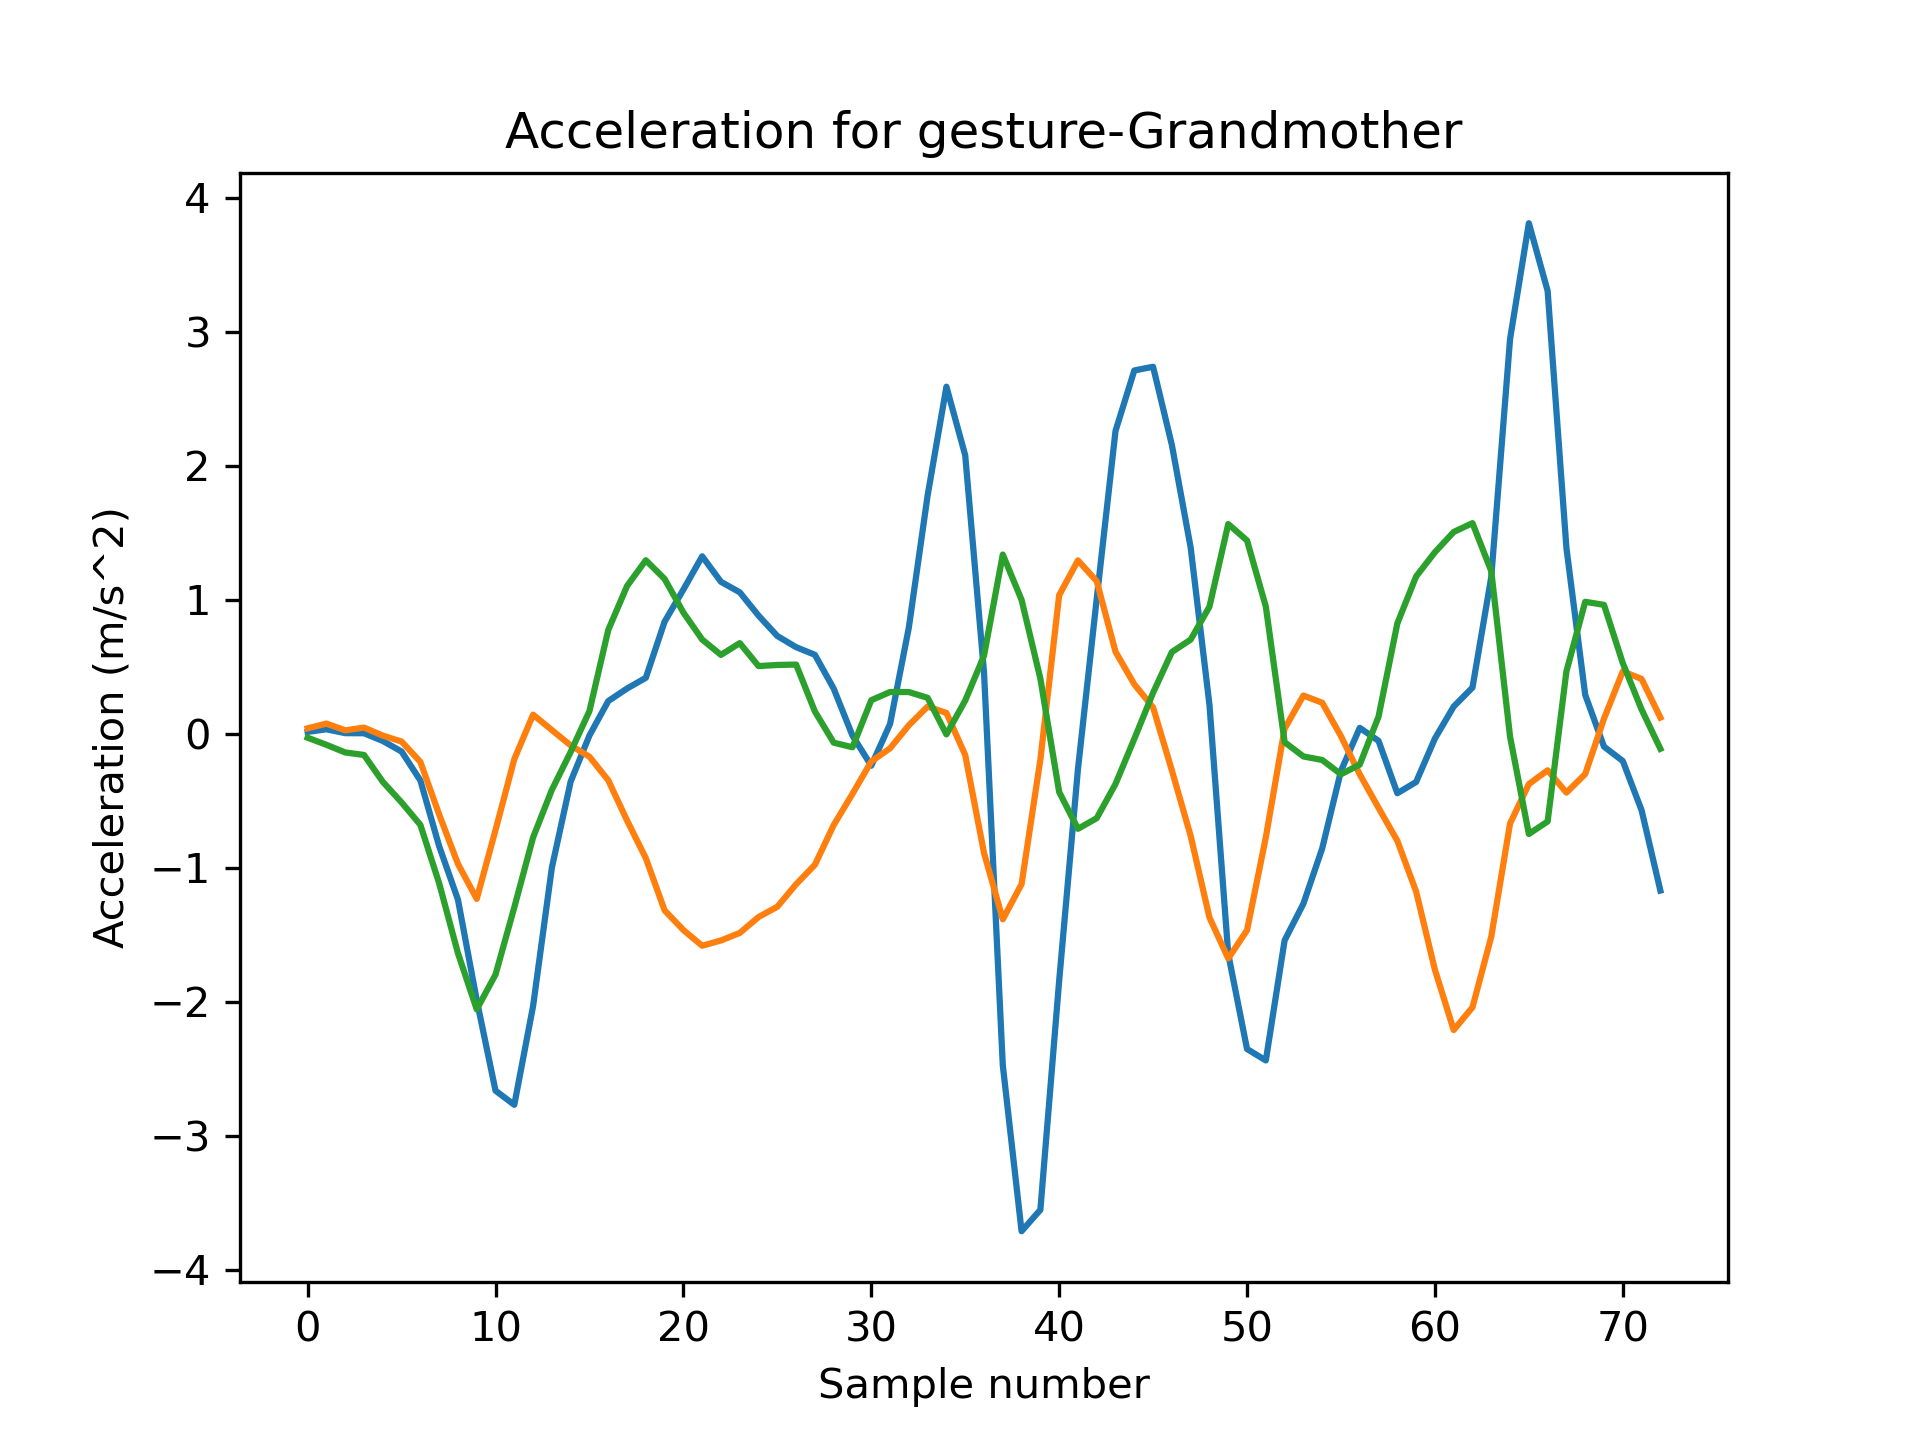 Acceleration for gesture-Grandmother
4
3
2
1
0
−1
−2
−3
−4
Acceleration (m/s^2)
0 10 20 30 40 50 60 70
Sample number